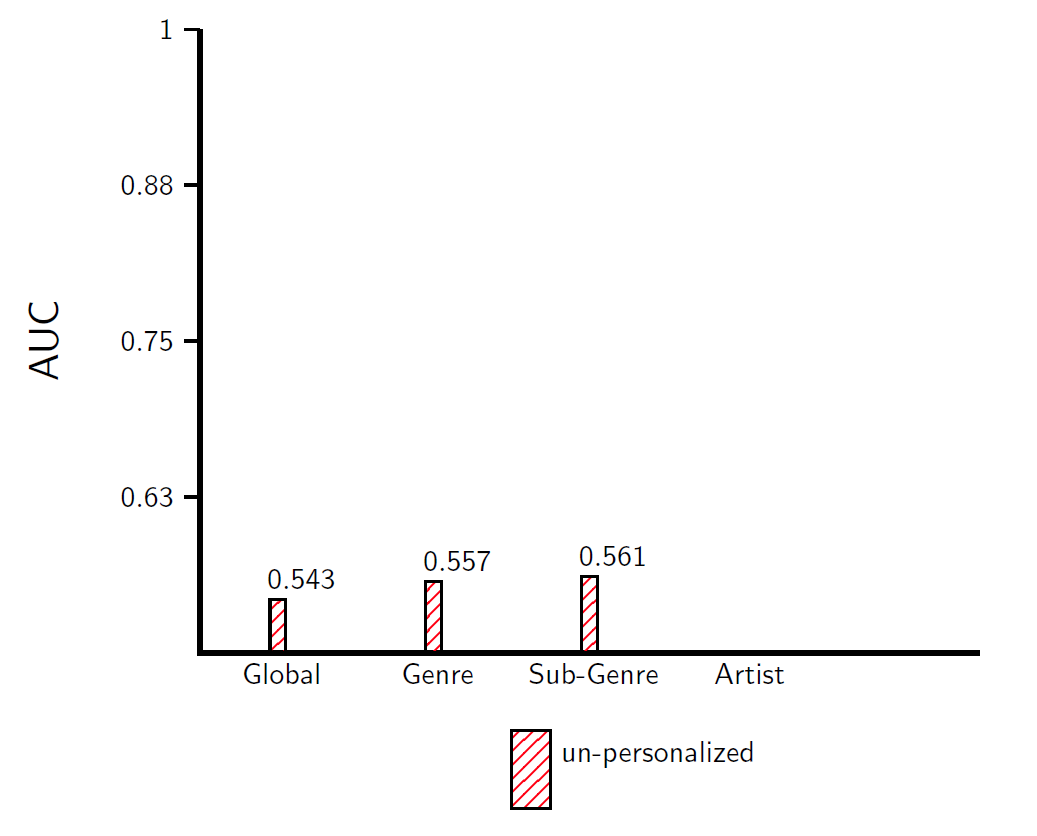 1
0.88
AUC
0.75
0.63
0.543
0.557
0.561
Global
Genre
Sub-Genre
Artist
un-personalized